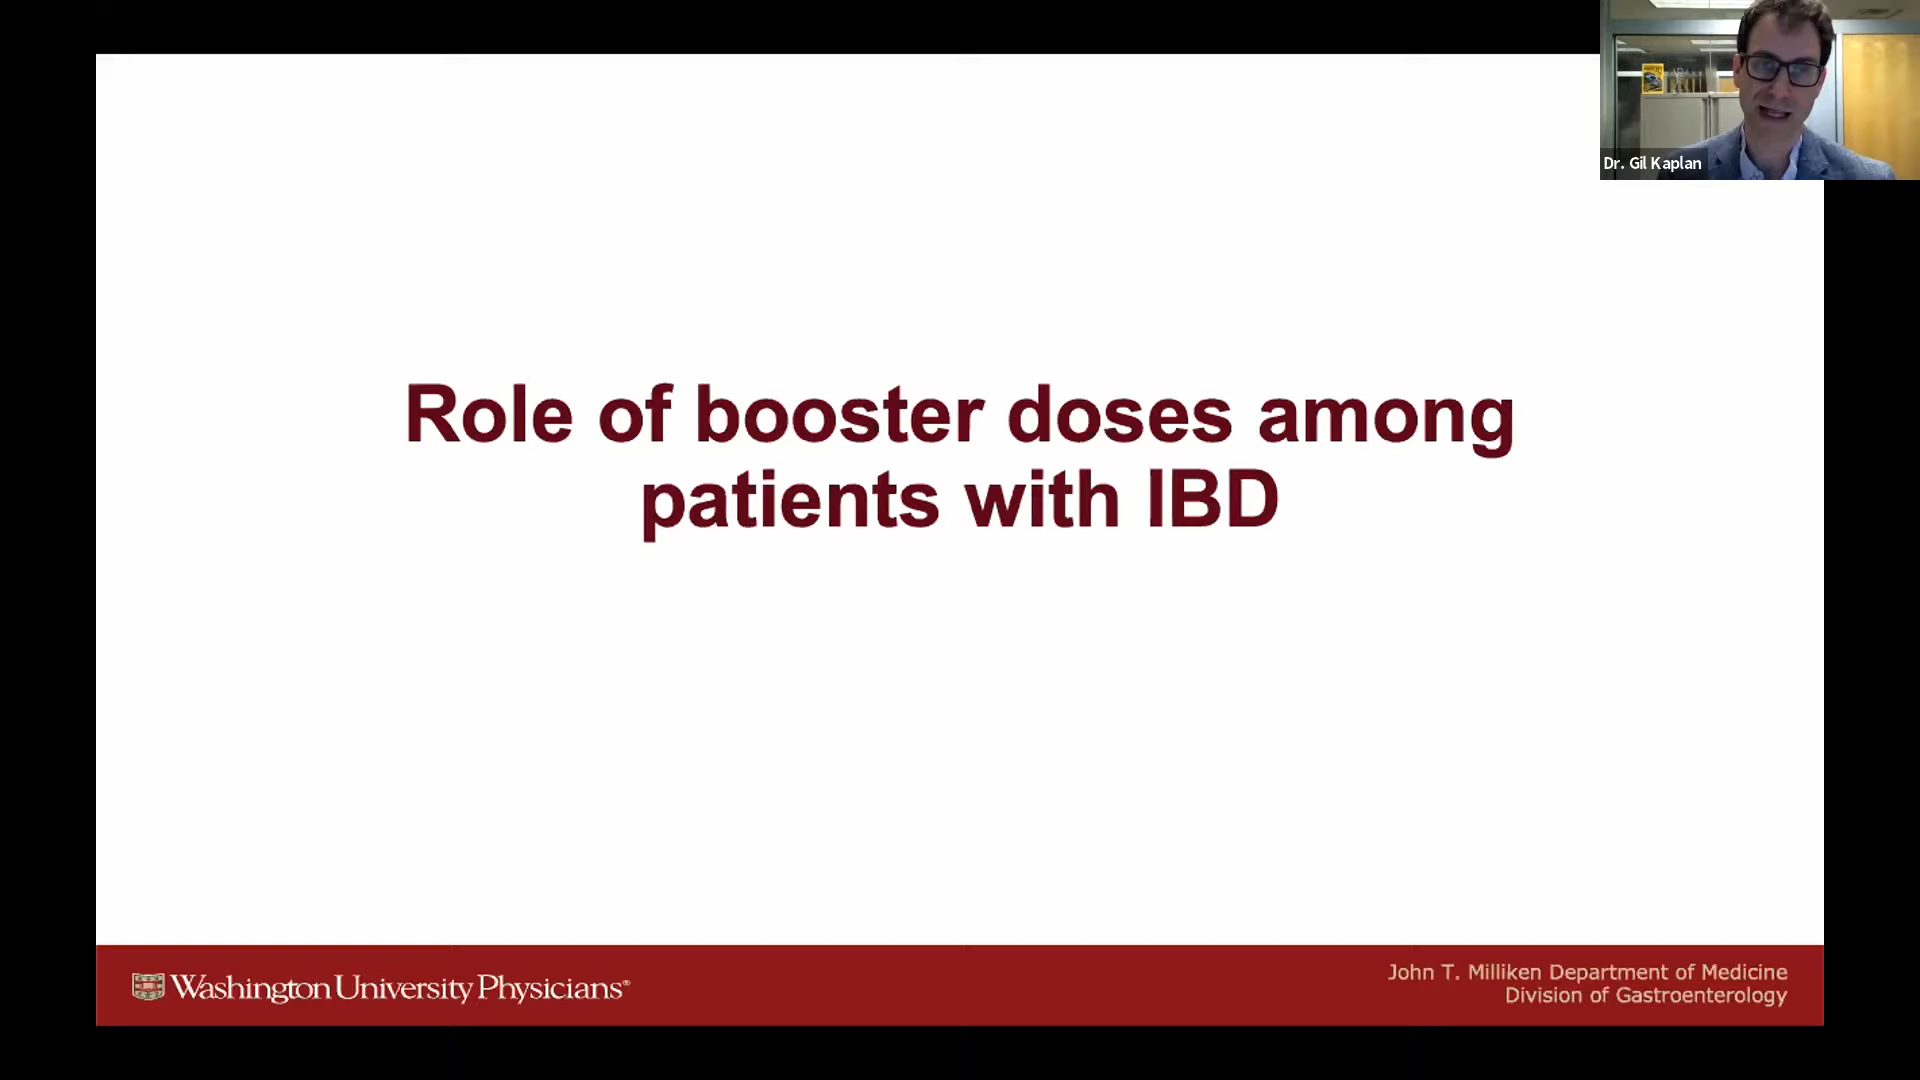 Dr. Gil Kaplan
Role of booster doses among
patients with IBD
Washington University Physicians®
John T. Milliken Department of Medicine
Division of Gastroenterology